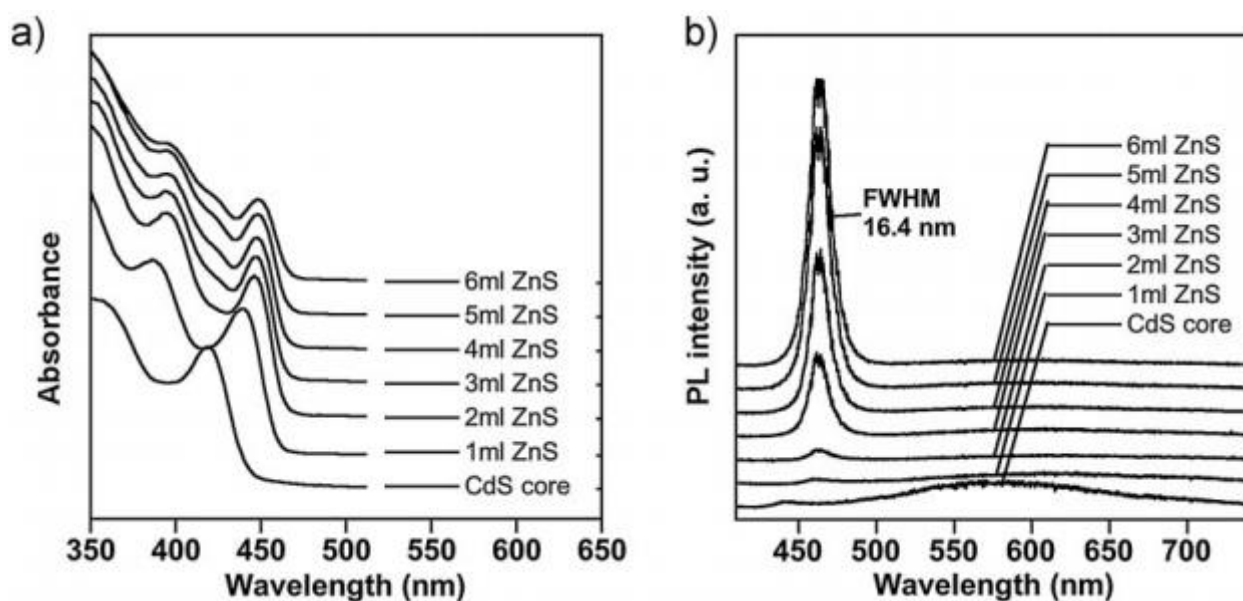 a)
Absorbance
6ml ZnS
5ml ZnS
4ml ZnS
3ml ZnS
2ml ZnS
1ml ZnS
CdS core
350 400 450 500 550 600 650
Wavelength (nm)
b)
PL intensity (a. u.)
FWHM
16.4 nm
6ml ZnS
5ml ZnS
4ml ZnS
3ml ZnS
2ml ZnS
1ml ZnS
CdS core
450 500 550 600 650 700
Wavelength (nm)